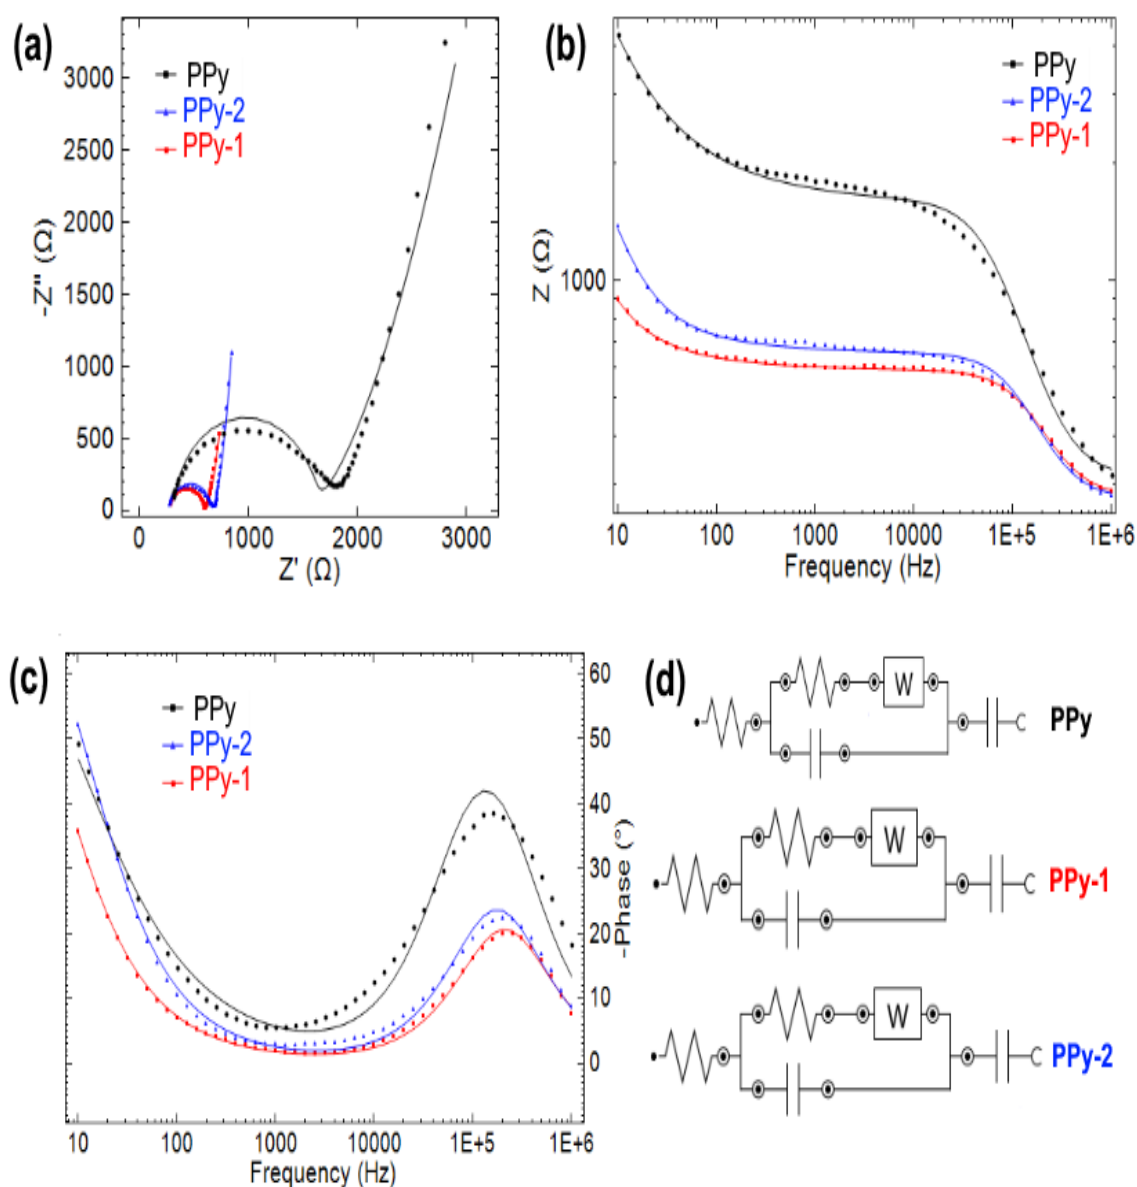 (a)
PPy
PPy-2
PPy-1
3000
2500
2000
1500
1000
500
0
-Z'' (Ω)
0 1000 2000 3000
Z' (Ω)
(b)
PPy
PPy-2
PPy-1
Z (Ω)
1000
10 100 1000 10000 1E+5 1E+6
Frequency (Hz)
(c)
PPy
PPy-2
PPy-1
60
50
40
30
20
10
0
-Phase (°)
10 100 1000 10000 1E+5 1E+6
Frequency (Hz)
(d)
W
PPy
W
PPy-1
W
PPy-2